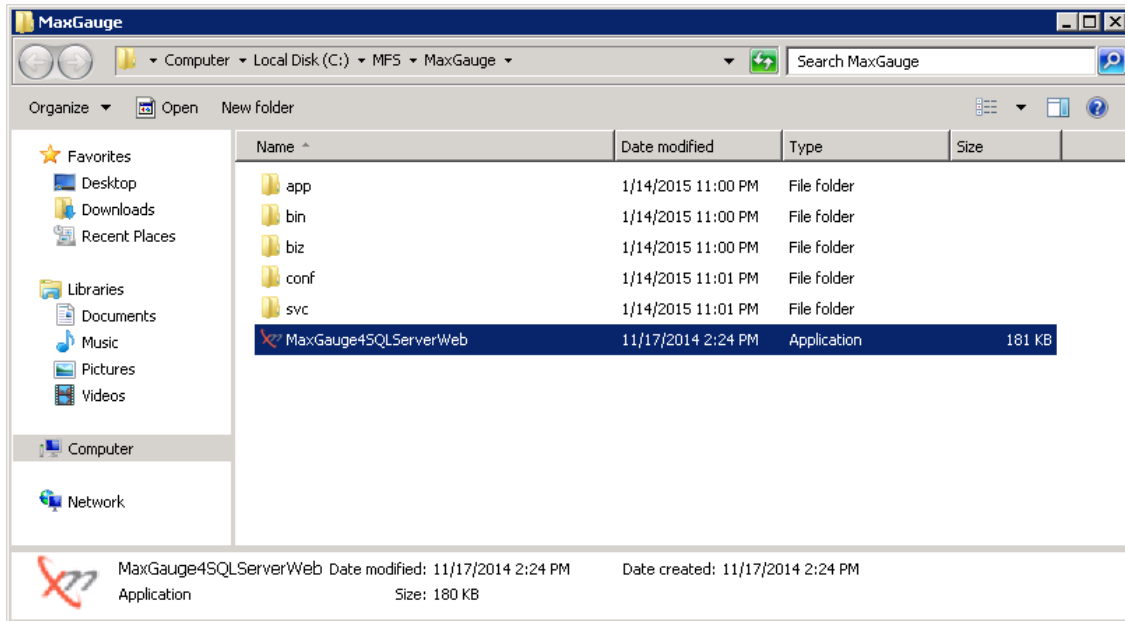 MaxGauge
Computer Local Disk (C:) MFS MaxGauge Search MaxGauge
Organize Open New folder
Favorites
Desktop
Downloads
Recent Places
Libraries
Documents
Music
Pictures
Videos
Computer
Network
Name Date modified Type Size
app 1/14/2015 11:00 PM File folder
bin 1/14/2015 11:00 PM File folder
biz 1/14/2015 11:00 PM File folder
conf 1/14/2015 11:01 PM File folder
svc 1/14/2015 11:01 PM File folder
MaxGauge4SQLServerWeb 11/17/2014 2:24 PM Application 181 KB
MaxGauge4SQLServerWeb Date modified: 11/17/2014 2:24 PM Date created: 11/17/2014 2:24 PM
Application Size: 180 KB